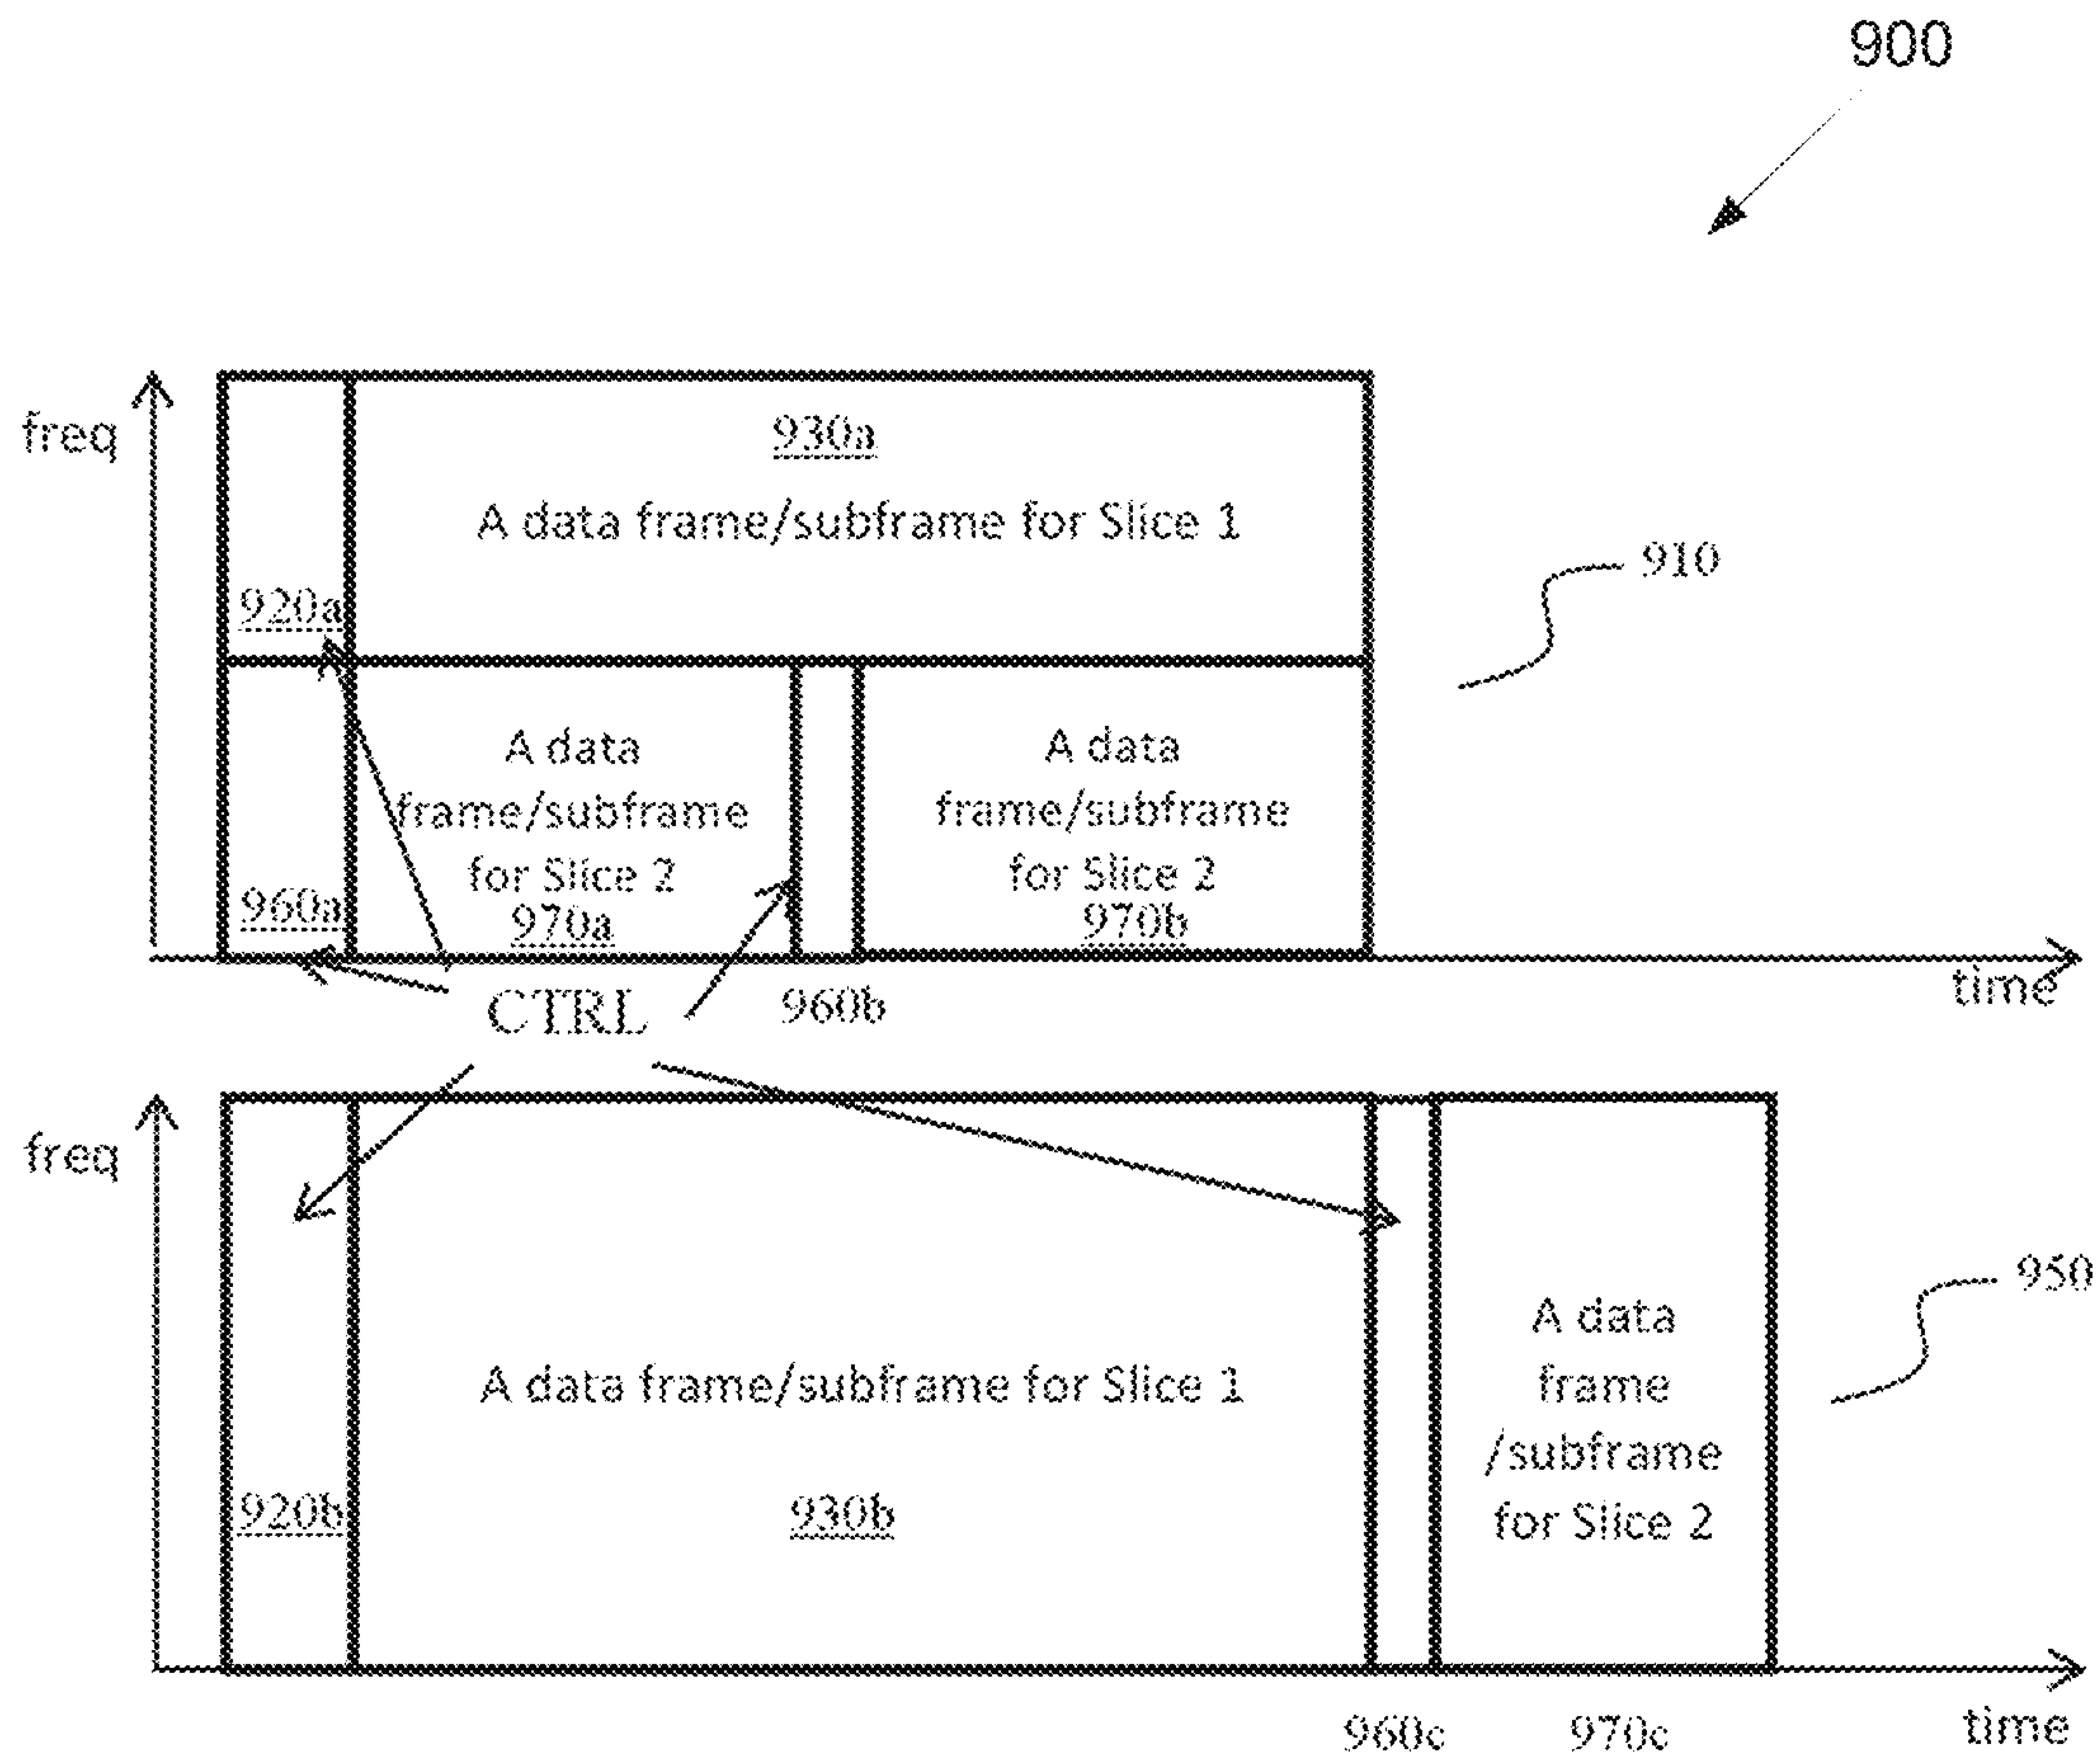 900
freq
930a
A data frame/subframe for Slice 1
910
920a
A data
frame/subframe
for Slice 2
970a
A data
frame/subframe
for Slice 2
970b
960a
time
CTRL
960b
freq
950
A data frame/subframe for Slice 1
A data
frame
/subframe
for Slice 2
920b
930b
960c
970c
time